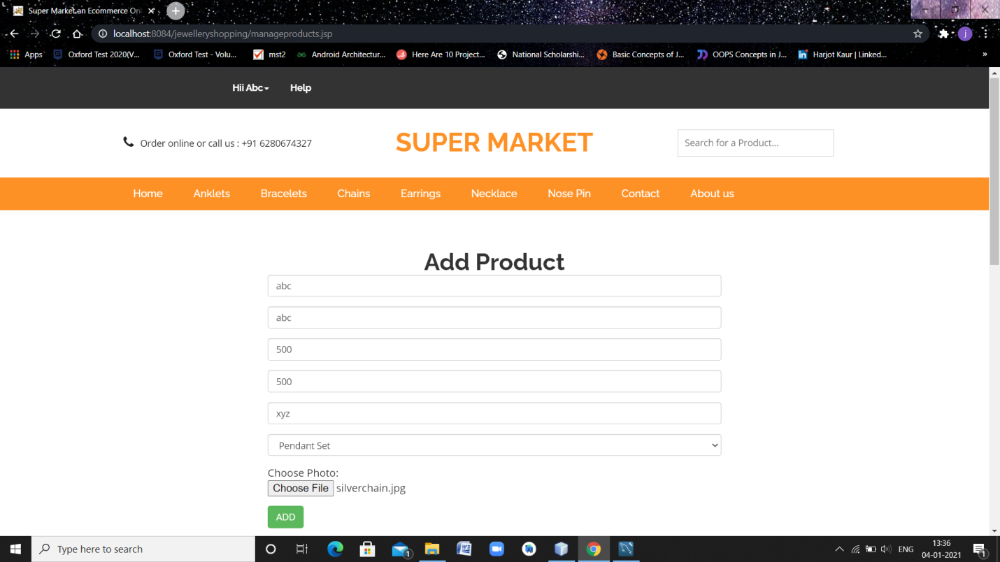 Super Market an Ecommerce On
localhost:8084/jewelleryshopping/manageproducts.jsp
j
Apps Oxford Test 2020(V... Oxford Test - Volu... mst2 Android Architectur... Here Are 10 Project... National Scholarshi... Basic Concepts of J... OOPS Concepts in J... Harjot Kaur | Linked... »
Hii Abc Help
Order online or call us : +91 6280674327
SUPER MARKET
Search for a Product...
Home Anklets Bracelets Chains Earrings Necklace Nose Pin Contact About us
Add Product
abc
abc
500
500
xyz
Pendant Set
Choose Photo:
Choose File silverchain.jpg
ADD
Type here to search
1
ENG
13:36
04-01-2021
1